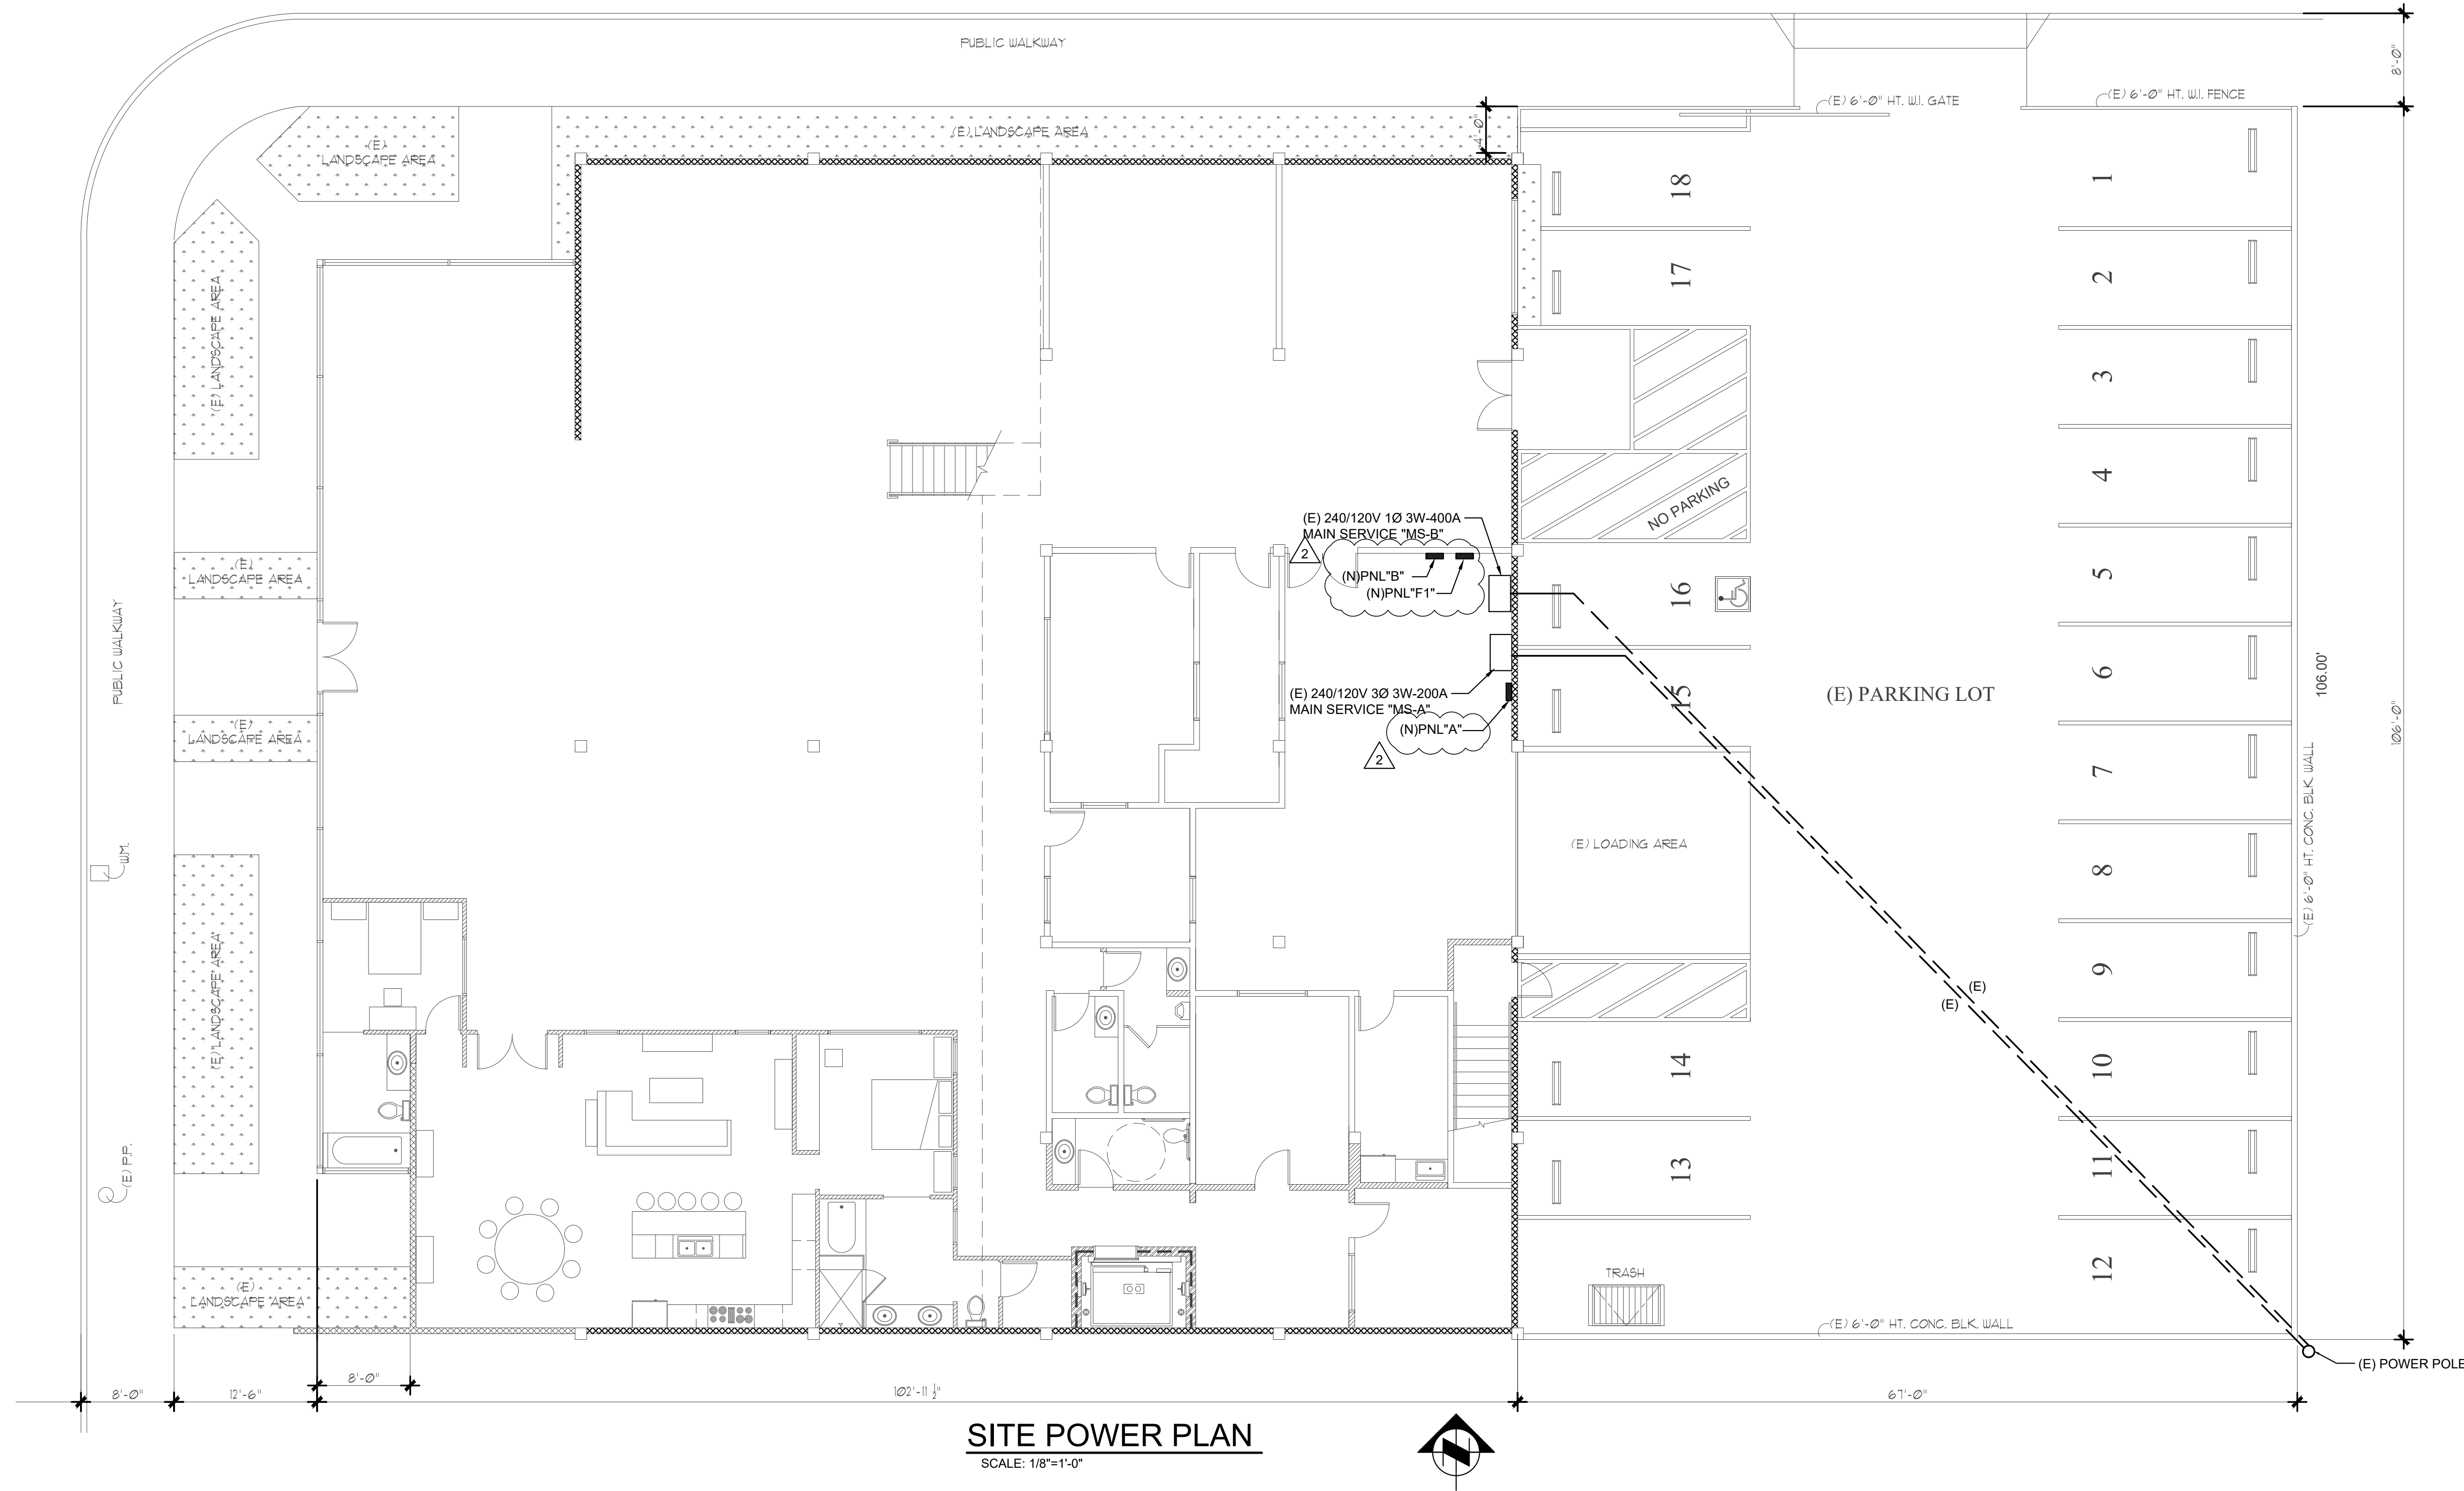 PUBLIC WALKWAY
8'-0"
(E) 6'-0" HT. W.I. GATE
(E) 6'-0" HT. W.I. FENCE
(E) LANDSCAPE AREA
4'-0"
(E)
LANDSCAPE AREA
18
1
17
2
(E) LANDSCAPE AREA
3
4
NO PARKING
(E) 240/120V 1Ø 3W-400A
MAIN SERVICE "MS-B"
2
(N)PNL"B"
(N)PNL"F1"
(E)
LANDSCAPE AREA
16
5
PUBLIC WALKWAY
6
106.00'
(E) 240/120V 3Ø 3W-200A
MAIN SERVICE "MS-A"
15
(E) PARKING LOT
106'-0"
(N)PNL"A"
2
(E)
LANDSCAPE AREA
7
(E) LOADING AREA
W.M.
8
(E) 6'-0" HT. CONC. BLK. WALL
9
(E)
(E)
(E) LANDSCAPE AREA
14
10
(E) P.P.
13
11
12
TRASH
(E)
LANDSCAPE AREA
(E) 6'-0" HT. CONC. BLK. WALL
(E) POWER POLE
8'-0"
8'-0"
12'-6"
102'-11 1/2"
67'-0"
SITE POWER PLAN
SCALE: 1/8"=1'-0"
N